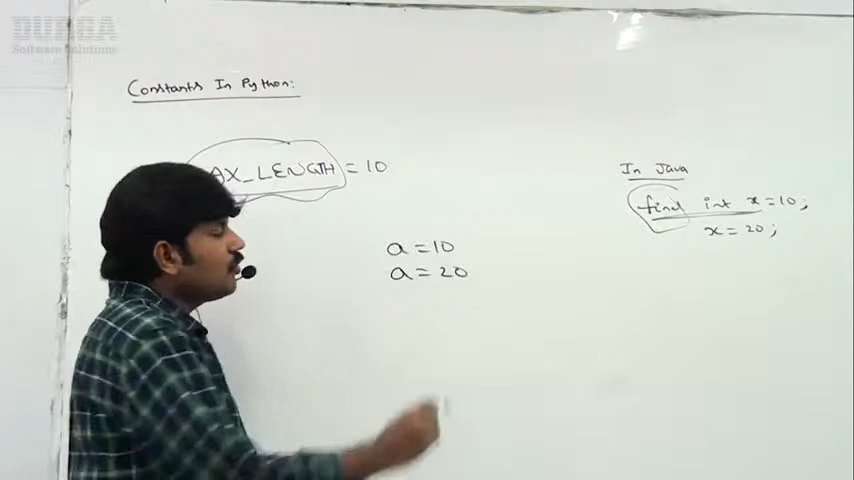 DURGA
Software Solutions
Constants In Python:
AX_LENGTH = 10
In Java
final int x = 10;
x = 20;
a = 10
a = 20